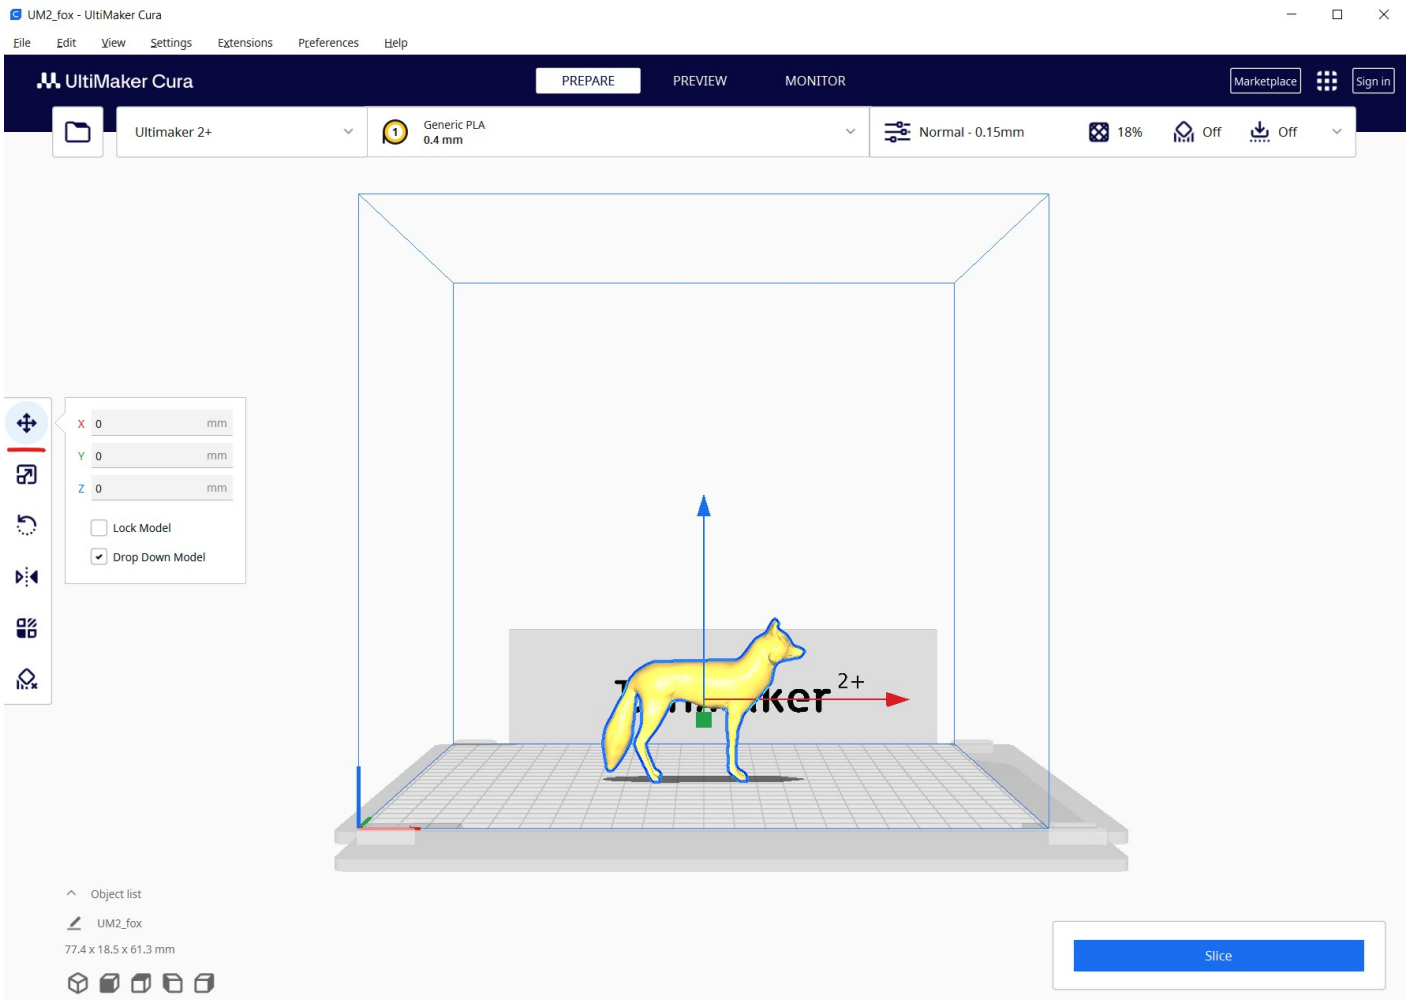 UM2_fox - UltiMaker Cura
File Edit View Settings Extensions Preferences Help
UltiMaker Cura
PREPARE PREVIEW MONITOR
Marketplace Sign in
Ultimaker 2+
1
Generic PLA
0.4 mm
Normal - 0.15mm
18% Off Off
X 0 mm
Y 0 mm
Z 0 mm
Lock Model
Drop Down Model
2+
Object list
UM2_fox
77.4 x 18.5 x 61.3 mm
Slice